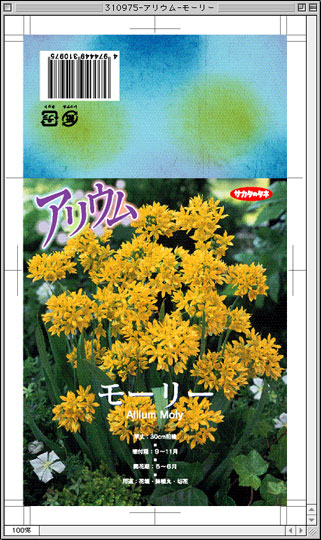 310975-アリウム-モーリー
4 974449 310975
アリウム
サカタのタネ
モーリー
Allium Moly
草丈：30cm前後
植付期：9〜11月
開花期：5〜6月
用途：花壇・鉢植え・切花
100%